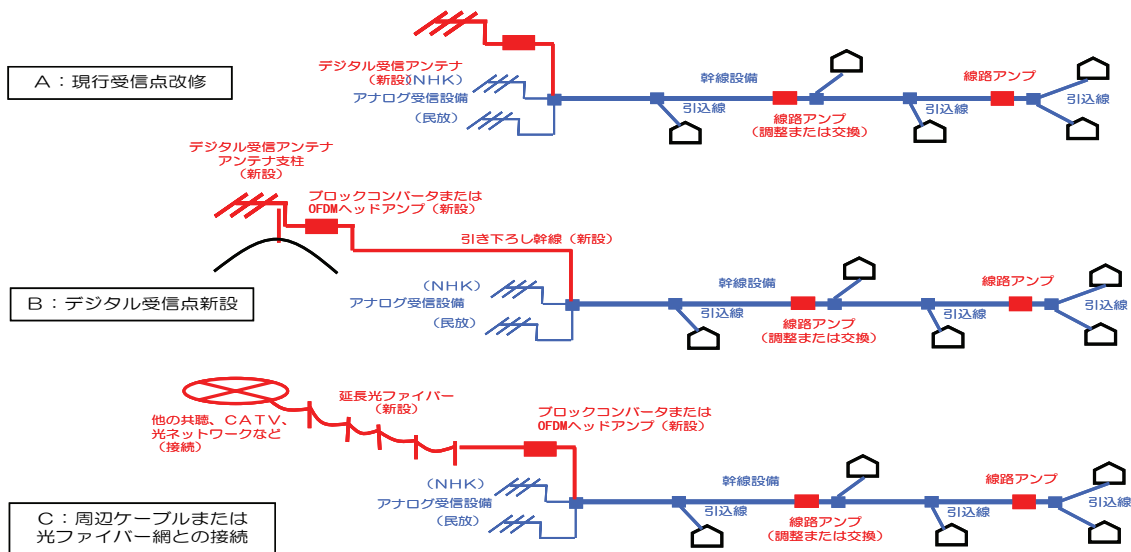 A：現行受信点改修
デジタル受信アンテナ
（新設）
（NHK）
アナログ受信設備
（民放）
引込線
幹線設備
線路アンプ
（調整または交換）
引込線
線路アンプ
引込線
デジタル受信アンテナ
アンテナ支柱
（新設）
ブロックコンバータまたは
OFDMヘッドアンプ（新設）
引き下ろし幹線（新設）
B：デジタル受信点新設
（NHK）
アナログ受信設備
（民放）
引込線
幹線設備
線路アンプ
（調整または交換）
引込線
線路アンプ
引込線
他の共聴、CATV、
光ネットワークなど
（接続）
延長光ファイバー
（新設）
ブロックコンバータまたは
OFDMヘッドアンプ（新設）
C：周辺ケーブルまたは
光ファイバー網との接続
（NHK）
アナログ受信設備
（民放）
引込線
幹線設備
線路アンプ
（調整または交換）
引込線
線路アンプ
引込線